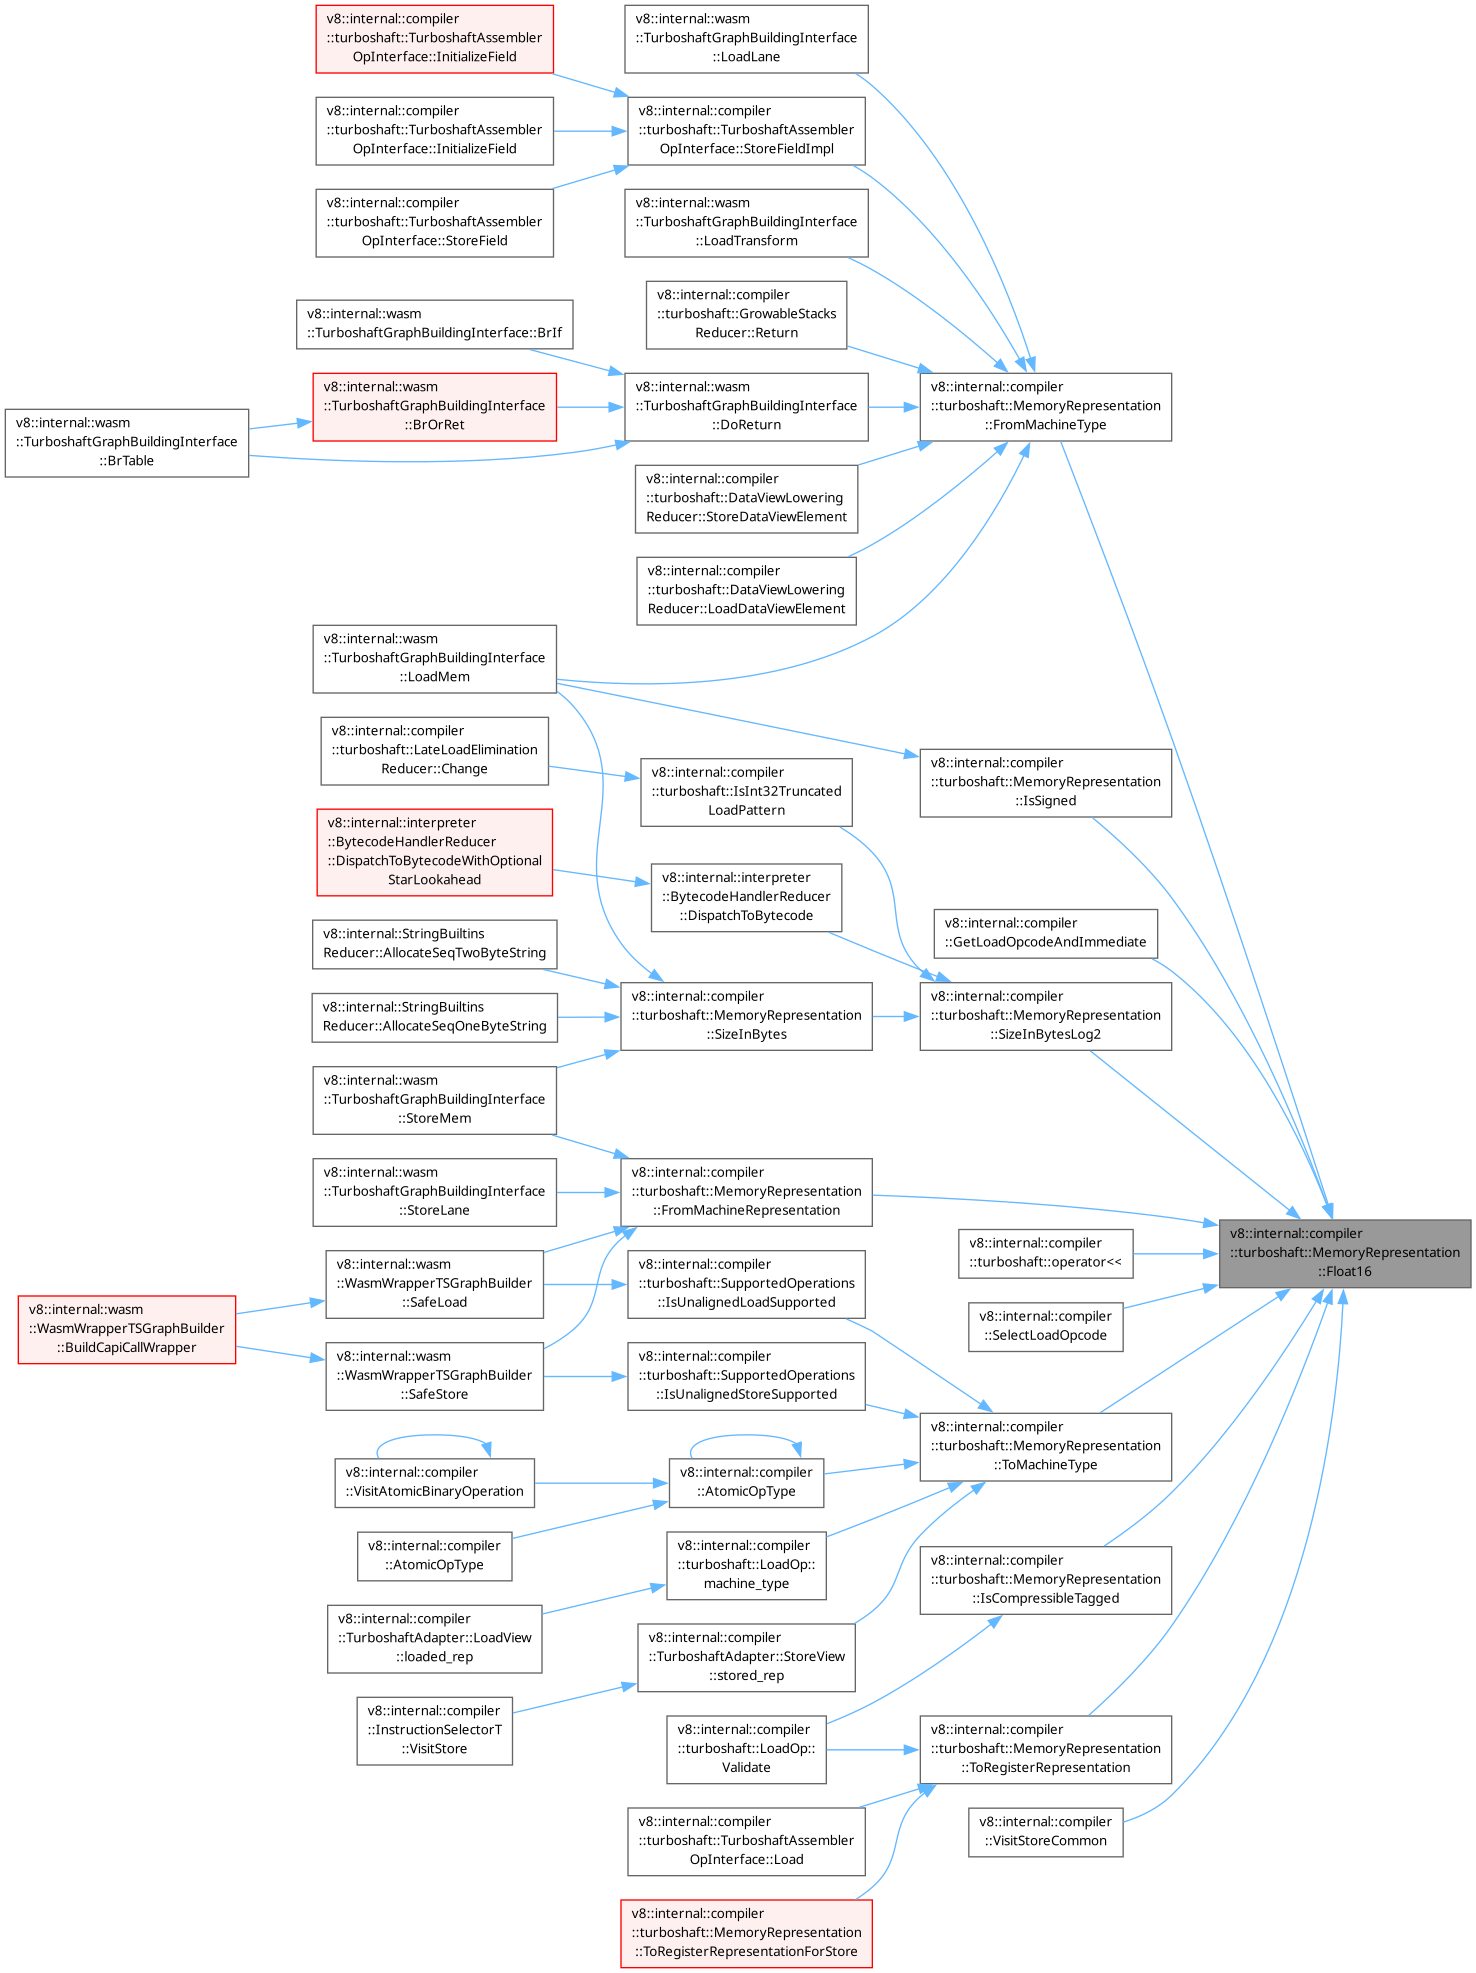 v8::internal::compiler
::turboshaft::TurboshaftAssembler
OpInterface::InitializeField
v8::internal::wasm
::TurboshaftGraphBuildingInterface
::LoadLane
v8::internal::compiler
::turboshaft::TurboshaftAssembler
OpInterface::InitializeField
v8::internal::compiler
::turboshaft::TurboshaftAssembler
OpInterface::StoreFieldImpl
v8::internal::compiler
::turboshaft::TurboshaftAssembler
OpInterface::StoreField
v8::internal::wasm
::TurboshaftGraphBuildingInterface
::LoadTransform
v8::internal::compiler
::turboshaft::GrowableStacks
Reducer::Return
v8::internal::wasm
::TurboshaftGraphBuildingInterface::BrIf
v8::internal::wasm
::TurboshaftGraphBuildingInterface
::BrOrRet
v8::internal::wasm
::TurboshaftGraphBuildingInterface
::DoReturn
v8::internal::compiler
::turboshaft::MemoryRepresentation
::FromMachineType
v8::internal::wasm
::TurboshaftGraphBuildingInterface
::BrTable
v8::internal::compiler
::turboshaft::DataViewLowering
Reducer::StoreDataViewElement
v8::internal::compiler
::turboshaft::DataViewLowering
Reducer::LoadDataViewElement
v8::internal::wasm
::TurboshaftGraphBuildingInterface
::LoadMem
v8::internal::compiler
::turboshaft::LateLoadElimination
Reducer::Change
v8::internal::compiler
::turboshaft::IsInt32Truncated
LoadPattern
v8::internal::compiler
::turboshaft::MemoryRepresentation
::IsSigned
v8::internal::interpreter
::BytecodeHandlerReducer
::DispatchToBytecodeWithOptional
StarLookahead
v8::internal::interpreter
::BytecodeHandlerReducer
::DispatchToBytecode
v8::internal::compiler
::GetLoadOpcodeAndImmediate
v8::internal::StringBuiltins
Reducer::AllocateSeqTwoByteString
v8::internal::StringBuiltins
Reducer::AllocateSeqOneByteString
v8::internal::compiler
::turboshaft::MemoryRepresentation
::SizeInBytes
v8::internal::compiler
::turboshaft::MemoryRepresentation
::SizeInBytesLog2
v8::internal::wasm
::TurboshaftGraphBuildingInterface
::StoreMem
v8::internal::wasm
::TurboshaftGraphBuildingInterface
::StoreLane
v8::internal::compiler
::turboshaft::MemoryRepresentation
::FromMachineRepresentation
v8::internal::compiler
::turboshaft::operator<<
v8::internal::compiler
::turboshaft::MemoryRepresentation
::Float16
v8::internal::wasm
::WasmWrapperTSGraphBuilder
::SafeLoad
v8::internal::compiler
::turboshaft::SupportedOperations
::IsUnalignedLoadSupported
v8::internal::compiler
::SelectLoadOpcode
v8::internal::wasm
::WasmWrapperTSGraphBuilder
::BuildCapiCallWrapper
v8::internal::wasm
::WasmWrapperTSGraphBuilder
::SafeStore
v8::internal::compiler
::turboshaft::SupportedOperations
::IsUnalignedStoreSupported
v8::internal::compiler
::turboshaft::MemoryRepresentation
::ToMachineType
v8::internal::compiler
::VisitAtomicBinaryOperation
v8::internal::compiler
::AtomicOpType
v8::internal::compiler
::AtomicOpType
v8::internal::compiler
::turboshaft::LoadOp::
machine_type
v8::internal::compiler
::turboshaft::MemoryRepresentation
::IsCompressibleTagged
v8::internal::compiler
::TurboshaftAdapter::LoadView
::loaded_rep
v8::internal::compiler
::TurboshaftAdapter::StoreView
::stored_rep
v8::internal::compiler
::InstructionSelectorT
::VisitStore
v8::internal::compiler
::turboshaft::LoadOp::
Validate
v8::internal::compiler
::turboshaft::MemoryRepresentation
::ToRegisterRepresentation
v8::internal::compiler
::turboshaft::TurboshaftAssembler
OpInterface::Load
v8::internal::compiler
::VisitStoreCommon
v8::internal::compiler
::turboshaft::MemoryRepresentation
::ToRegisterRepresentationForStore